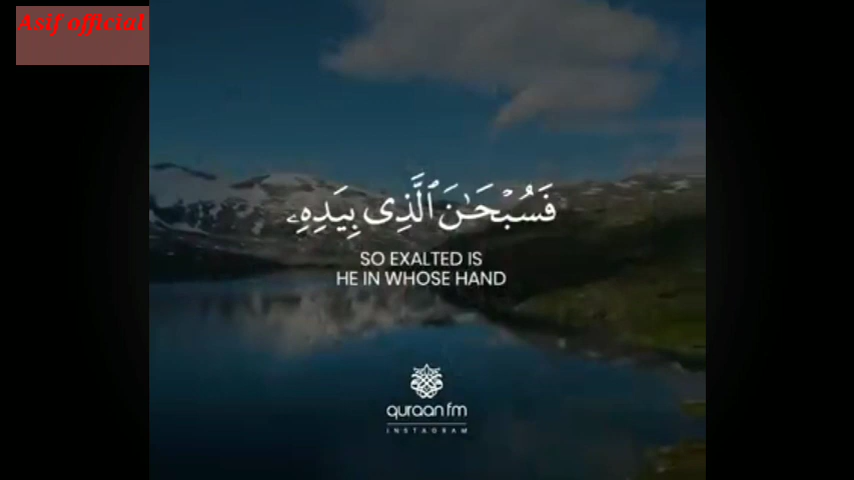 Asif official
فَسُبْحَـٰنَ ٱلَّذِى بِيَدِهِۦ
SO EXALTED IS
HE IN WHOSE HAND
quraan fm
INSTAGRAM